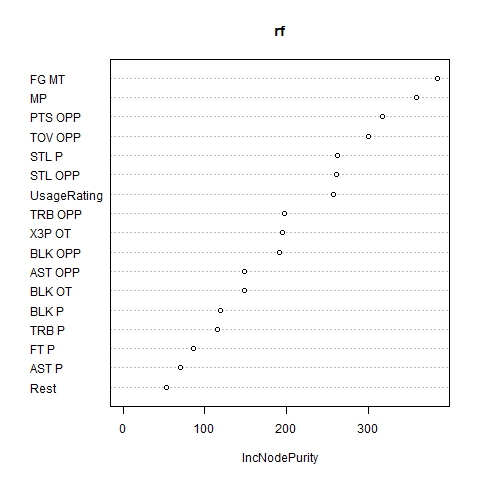 rf
FG MT
MP
PTS OPP
TOV OPP
STL P
STL OPP
UsageRating
TRB OPP
X3P OT
BLK OPP
AST OPP
BLK OT
BLK P
TRB P
FT P
AST P
Rest
0 100 200 300
IncNodePurity